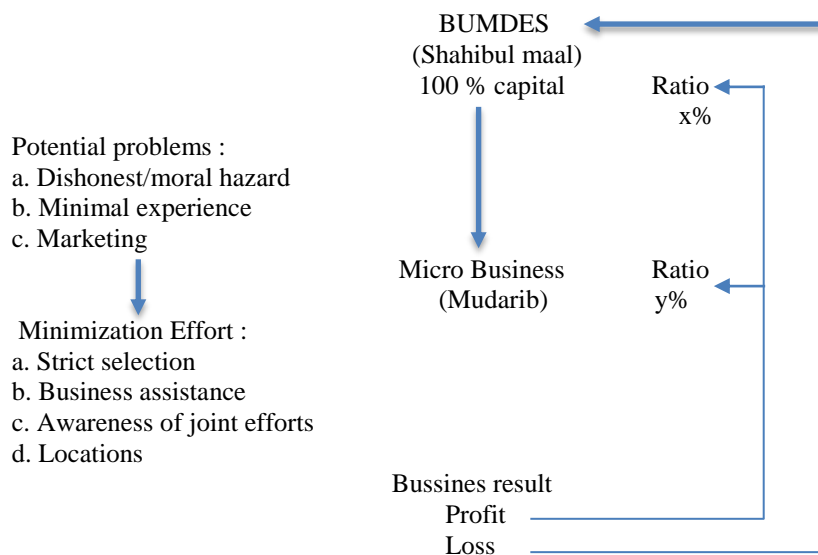 BUMDES
(Shahibul maal)
100 % capital
Ratio
x%
Potential problems :
a. Dishonest/moral hazard
b. Minimal experience
c. Marketing
Micro Business
(Mudarib)
Ratio
y%
Minimization Effort :
a. Strict selection
b. Business assistance
c. Awareness of joint efforts
d. Locations
Bussines result
Profit
Loss